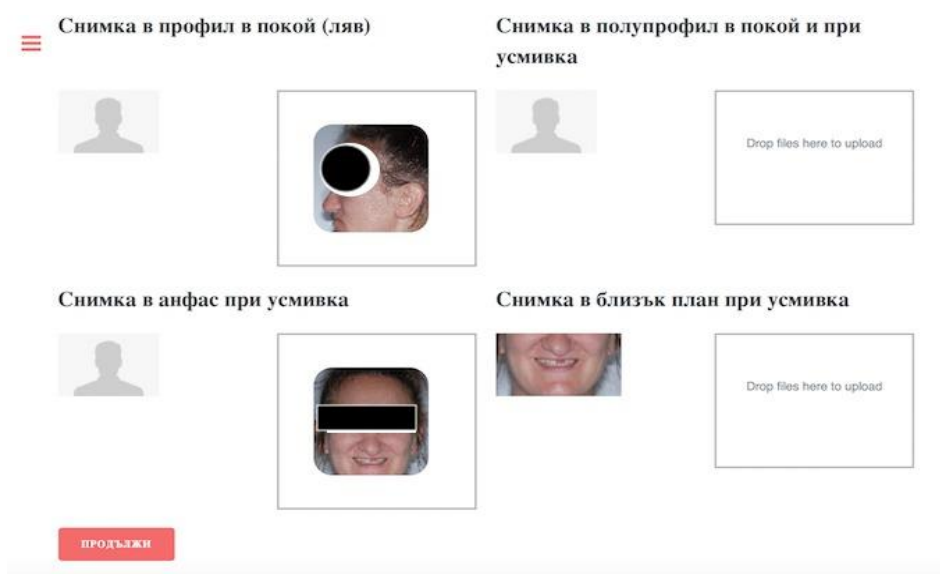 Снимка в профил в покой (ляв)
Снимка в полупрофил в покой и при
усмивка
Drop files here to upload
Снимка в анфас при усмивка
Снимка в близък план при усмивка
Drop files here to upload
ПРОДЪЛЖИ